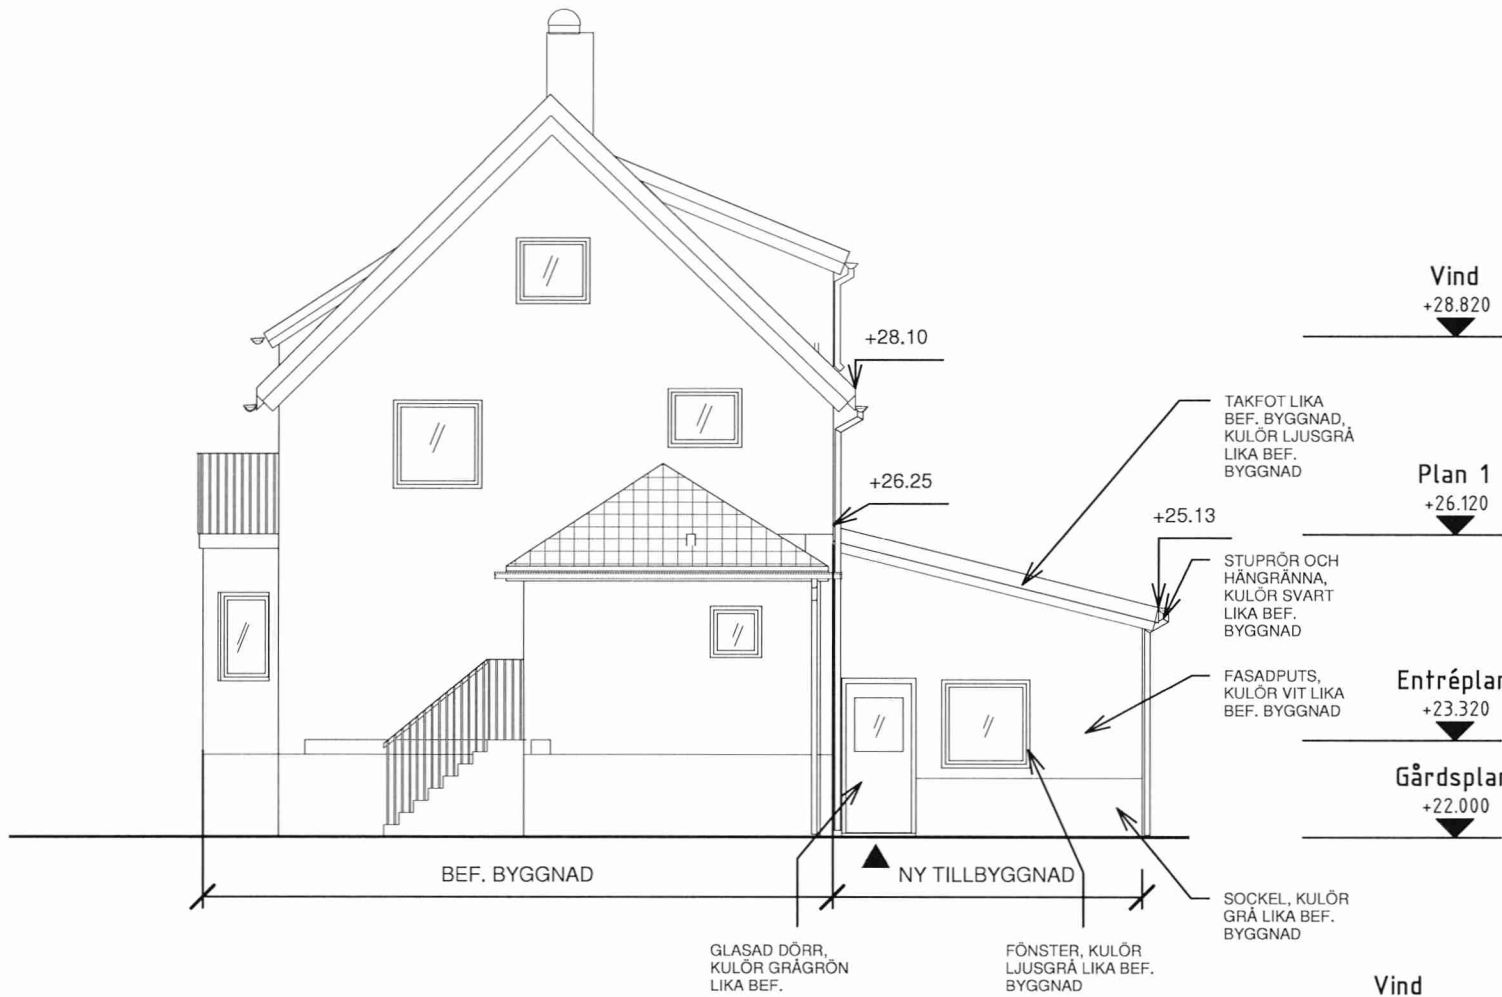 Vind
+28.820
+28.10
TAKFOT LIKA
BEF. BYGGNAD,
KULÖR LJUSGRÅ
LIKA BEF.
BYGGNAD
Plan 1
+26.120
+26.25
+25.13
STUPRÖR OCH
HÄNGRÄNNA,
KULÖR SVART
LIKA BEF.
BYGGNAD
FASADPUTS,
KULÖR VIT LIKA
BEF. BYGGNAD
Entréplan
+23.320
Gårdsplan
+22.000
BEF. BYGGNAD
NY TILLBYGGNAD
SOCKEL, KULÖR
GRÅ LIKA BEF.
BYGGNAD
GLASAD DÖRR,
KULÖR GRÅGRÖN
LIKA BEF.
FÖNSTER, KULÖR
LJUSGRÅ LIKA BEF.
BYGGNAD
Vind